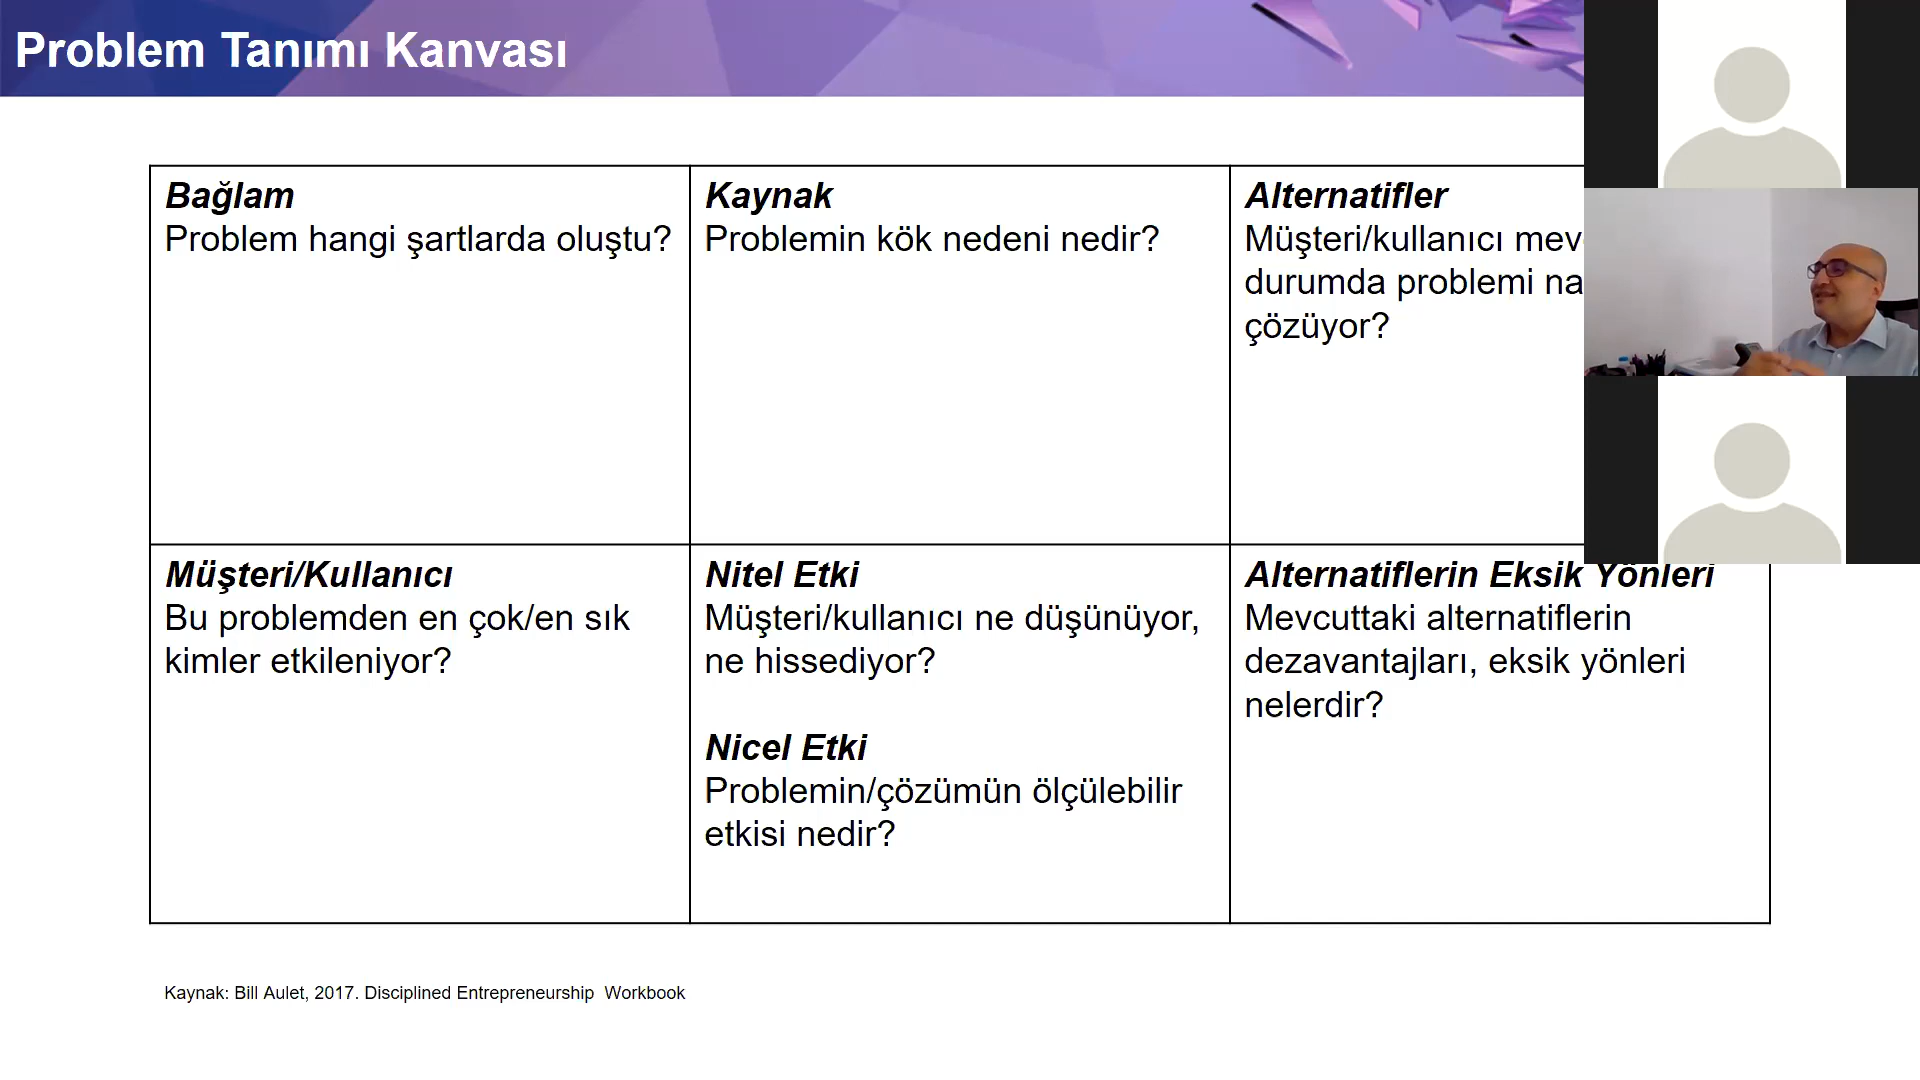 Problem Tanımı Kanvası
Bağlam
Problem hangi şartlarda oluştu?
Kaynak
Problemin kök nedeni nedir?
Alternatifler
Müşteri/kullanıcı
durumda problemi
çözüyor?
Müşteri/Kullanıcı
Bu problemden en çok/en sık
kimler etkileniyor?
Nitel Etki
Müşteri/kullanıcı ne düşünüyor,
ne hissediyor?
Nicel Etki
Problemin/çözümün ölçülebilir
etkisi nedir?
Alternatiflerin Eksik Yönleri
Mevcuttaki alternatiflerin
dezavantajları, eksik yönleri
nelerdir?
Kaynak: Bill Aulet, 2017. Disciplined Entrepreneurship  Workbook